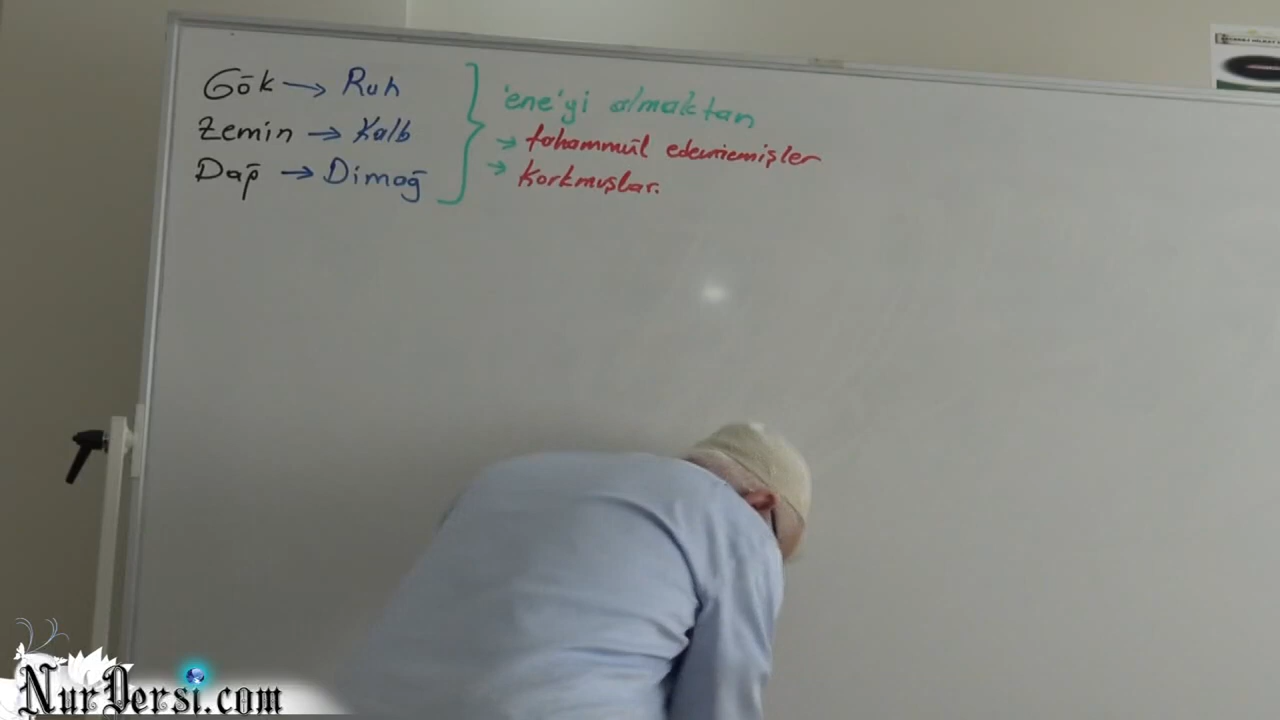 Gök → Ruh
Zemin → Kalb
Dağ → Dimağ
'ene'yi almaktan
→ tahammül edememişler
→ Korkmuşlar.
NurDersi.com